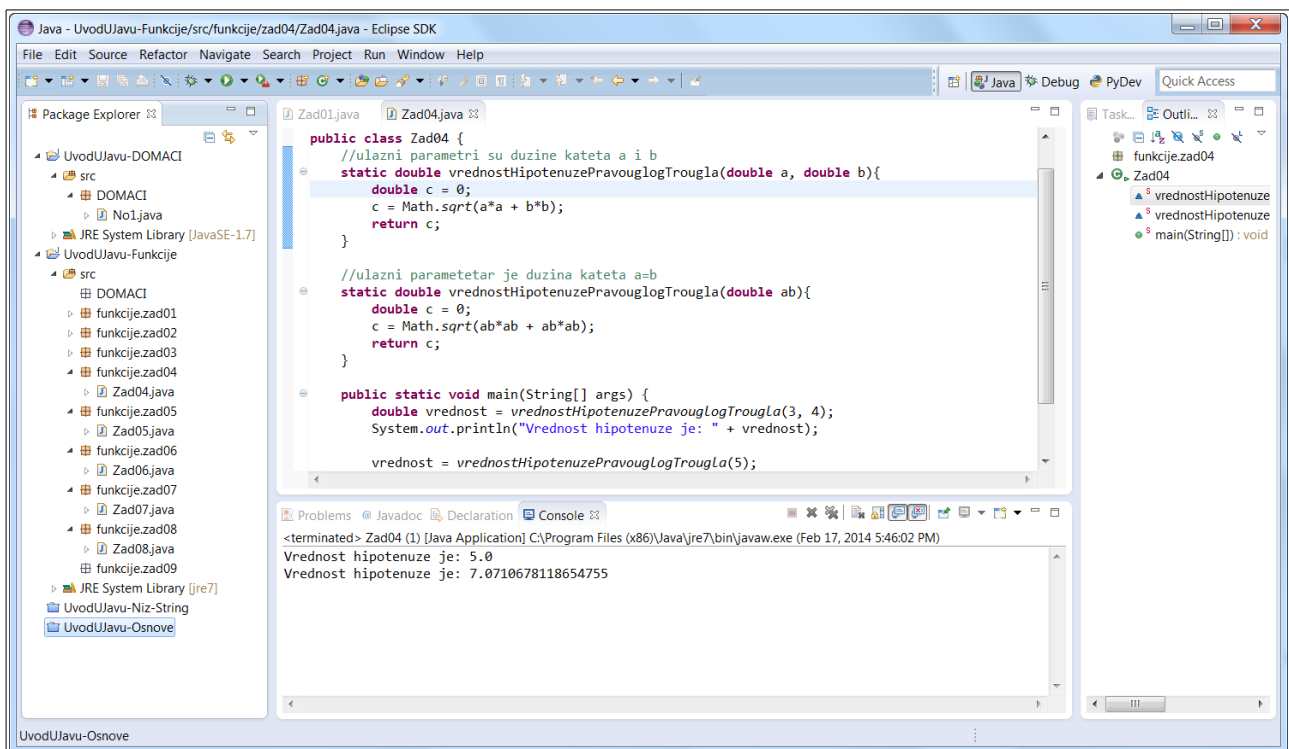 Java - UvodUJavu-Funkcije/src/funkcije/zad04/Zad04.java - Eclipse SDK
File Edit Source Refactor Navigate Search Project Run Window Help
Java Debug PyDev Quick Access
Package Explorer
UvodUJavu-DOMACI
src
DOMACI
No1.java
JRE System Library [JavaSE-1.7]
UvodUJavu-Funkcije
src
DOMACI
funkcije.zad01
funkcije.zad02
funkcije.zad03
funkcije.zad04
Zad04.java
funkcije.zad05
Zad05.java
funkcije.zad06
Zad06.java
funkcije.zad07
Zad07.java
funkcije.zad08
Zad08.java
funkcije.zad09
JRE System Library [jre7]
UvodUJavu-Niz-String
UvodUJavu-Osnove
Zad01.java Zad04.java
public class Zad04 {
//ulazni parametri su duzine kateta a i b
static double vrednostHipotenuzePravouglogTrougla(double a, double b){
double c = 0;
c = Math.sqrt(a*a + b*b);
return c;
}
//ulazni parametetar je duzina kateta a=b
static double vrednostHipotenuzePravouglogTrougla(double ab){
double c = 0;
c = Math.sqrt(ab*ab + ab*ab);
return c;
}
public static void main(String[] args) {
double vrednost = vrednostHipotenuzePravouglogTrougla(3, 4);
System.out.println("Vrednost hipotenuze je: " + vrednost);
vrednost = vrednostHipotenuzePravouglogTrougla(5);
Problems Javadoc Declaration Console
<terminated> Zad04 (1) [Java Application] C:\Program Files (x86)\Java\jre7\bin\javaw.exe (Feb 17, 2014 5:46:02 PM)
Vrednost hipotenuze je: 5.0
Vrednost hipotenuze je: 7.0710678118654755
Task... Outli...
funkcije.zad04
Zad04
vrednostHipotenuze
vrednostHipotenuze
main(String[]) : void
UvodUJavu-Osnove